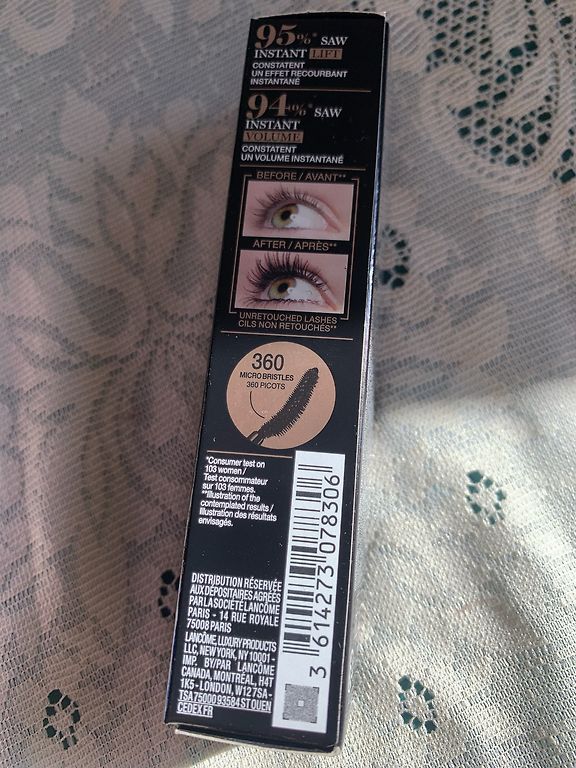 95%* SAW
INSTANT LIFT
CONSTATENT
UN EFFET RECOURBANT
INSTANTANÉ
94%* SAW
INSTANT
VOLUME
CONSTATENT
UN VOLUME INSTANTANÉ
BEFORE / AVANT**
AFTER / APRÈS**
UNRETOUCHED LASHES
CILS NON RETOUCHÉS**
360
MICRO BRISTLES
360 PICOTS
*Consumer test on
103 women /
Test consommateur
sur 103 femmes.
**Illustration of the
contemplated results /
Illustration des résultats
envisagés.
DISTRIBUTION RÉSERVÉE
AUX DÉPOSITAIRES AGRÉÉS
PAR LA SOCIÉTÉ LANCÔME
PARIS - 14 RUE ROYALE
75008 PARIS
LANCÔME, LUXURY PRODUCTS
LLC, NEW YORK, NY 10001 -
IMP. BY/PAR LANCÔME
CANADA, MONTRÉAL, H4T
1K5 - LONDON, W12 7SA -
TSA 75000 93584 ST OUEN
CEDEX FR
3 614273 078306